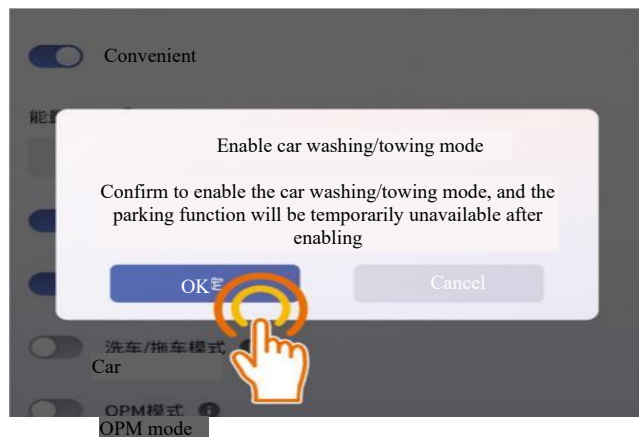 Convenient
能量
Enable car washing/towing mode
Confirm to enable the car washing/towing mode, and the
parking function will be temporarily unavailable after
enabling
OK定
Cancel
洗车/拖车模式
Car
OPM模式
OPM mode